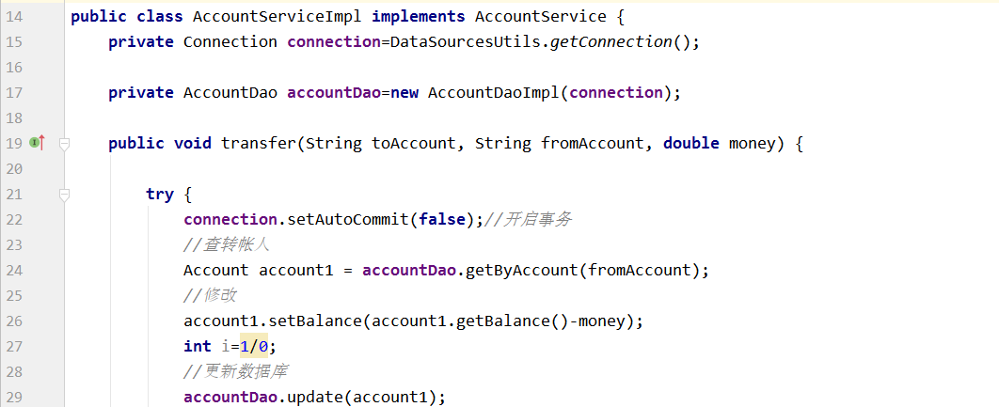 14 public class AccountServiceImpl implements AccountService {
15 private Connection connection=DataSourcesUtils.getConnection();
16
17 private AccountDao accountDao=new AccountDaoImpl(connection);
18
19 public void transfer(String toAccount, String fromAccount, double money) {
20
21 try {
22 connection.setAutoCommit(false);//开启事务
23 //查转帐人
24 Account account1 = accountDao.getByAccount(fromAccount);
25 //修改
26 account1.setBalance(account1.getBalance()-money);
27 int i=1/0;
28 //更新数据库
29 accountDao.update(account1);